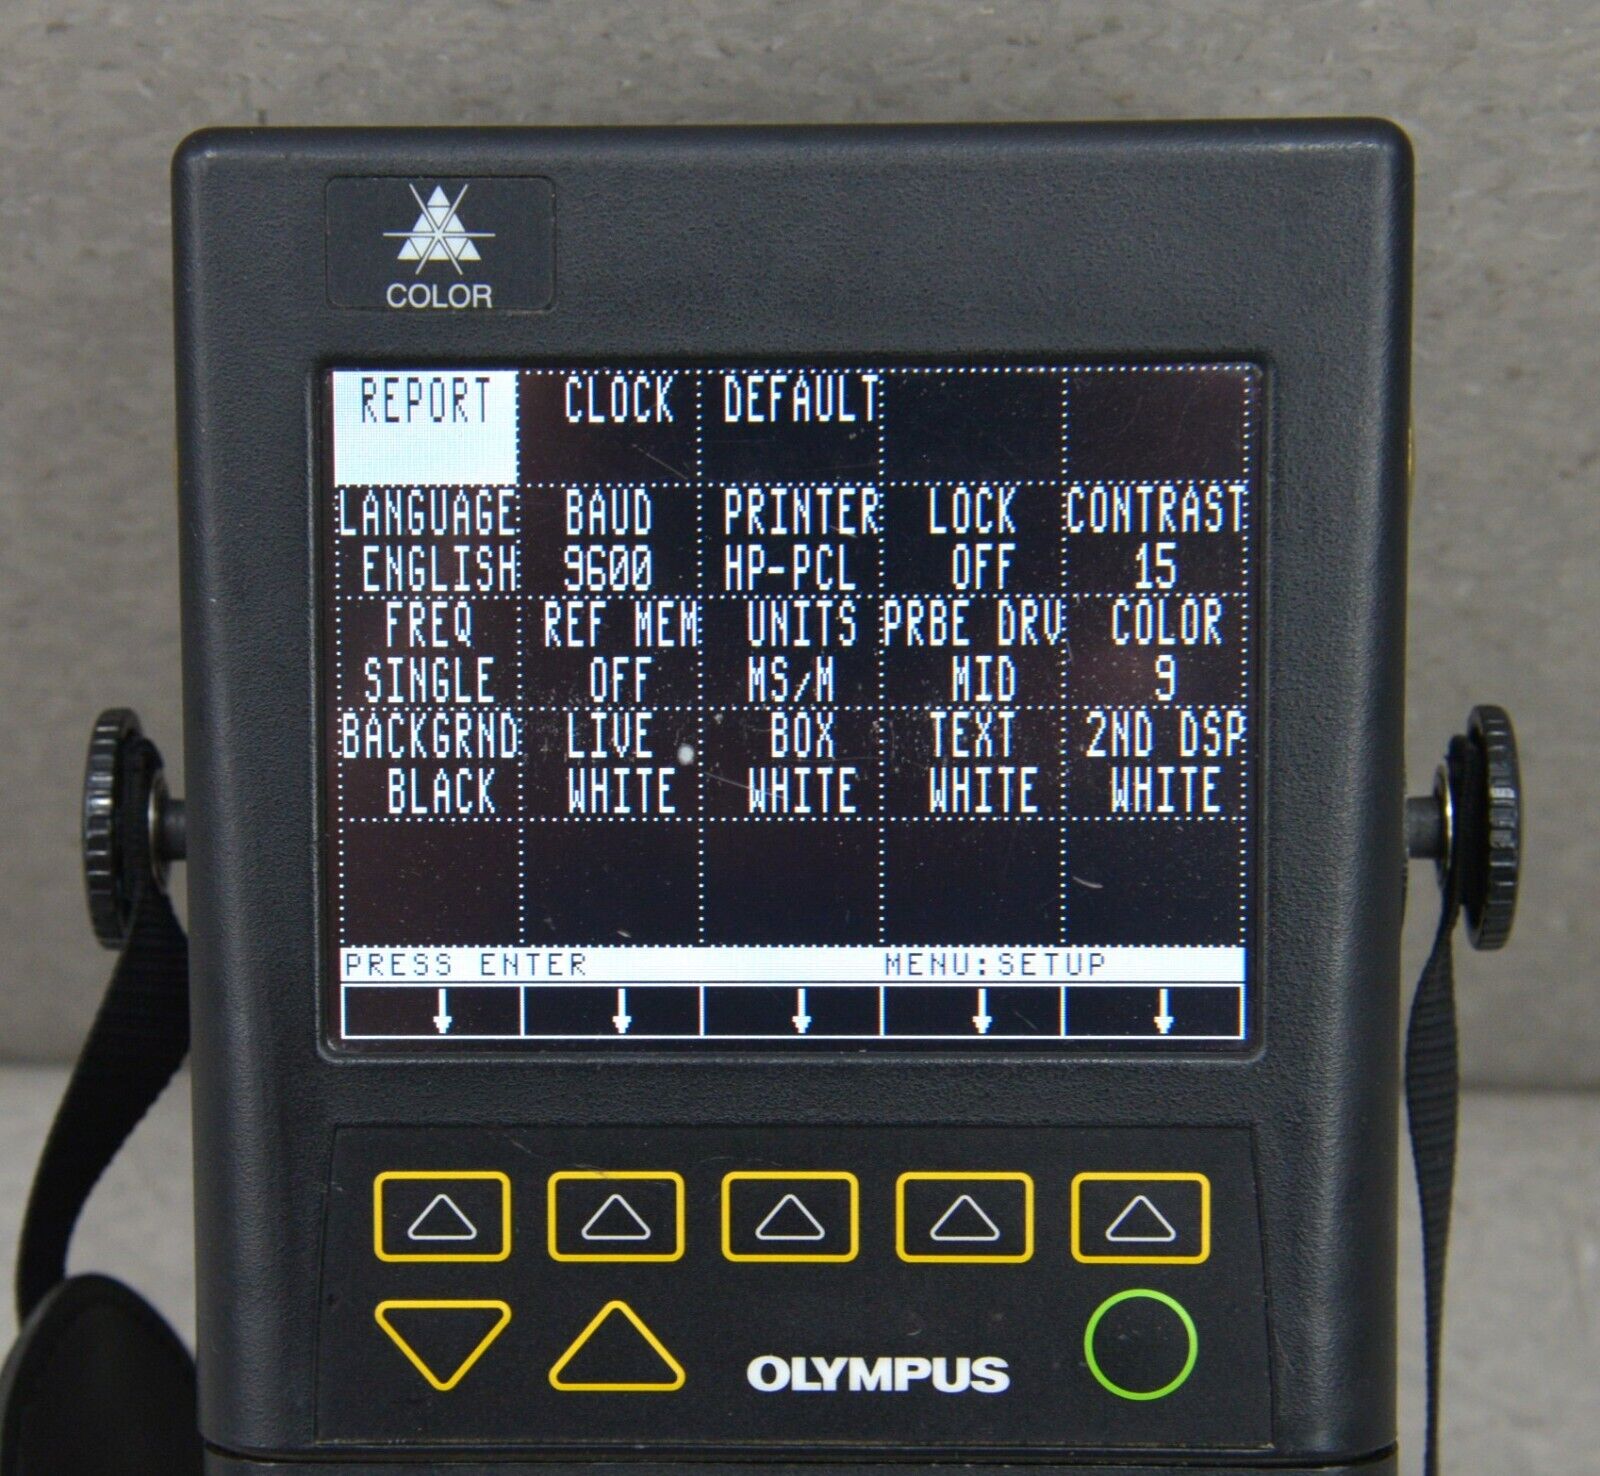 COLOR
REPORT CLOCK DEFAULT
LANGUAGE BAUD PRINTER LOCK CONTRAST
ENGLISH 9600 HP-PCL OFF 15
FREQ REF MEM UNITS PRBE DRV COLOR
SINGLE OFF MS/M MID 9
BACKGRND LIVE BOX TEXT 2ND DSP
BLACK WHITE WHITE WHITE WHITE
PRESS ENTER MENU:SETUP
OLYMPUS